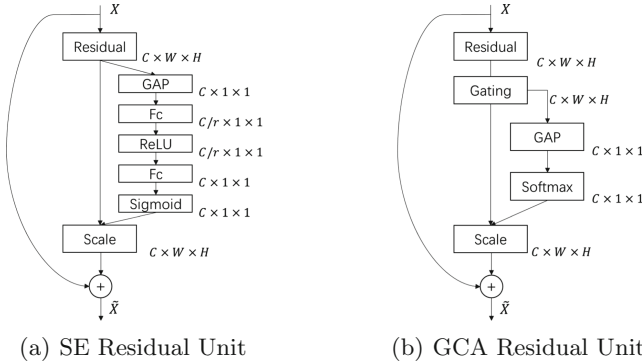 X
Residual
C × W × H
GAP
C × 1 × 1
Fc
C/r × 1 × 1
ReLU
C/r × 1 × 1
Fc
C × 1 × 1
Sigmoid
C × 1 × 1
Scale
C × W × H
+
X̃
(a) SE Residual Unit
X
Residual
C × W × H
Gating
C × W × H
GAP
C × 1 × 1
Softmax
C × 1 × 1
Scale
C × W × H
+
X̃
(b) GCA Residual Unit